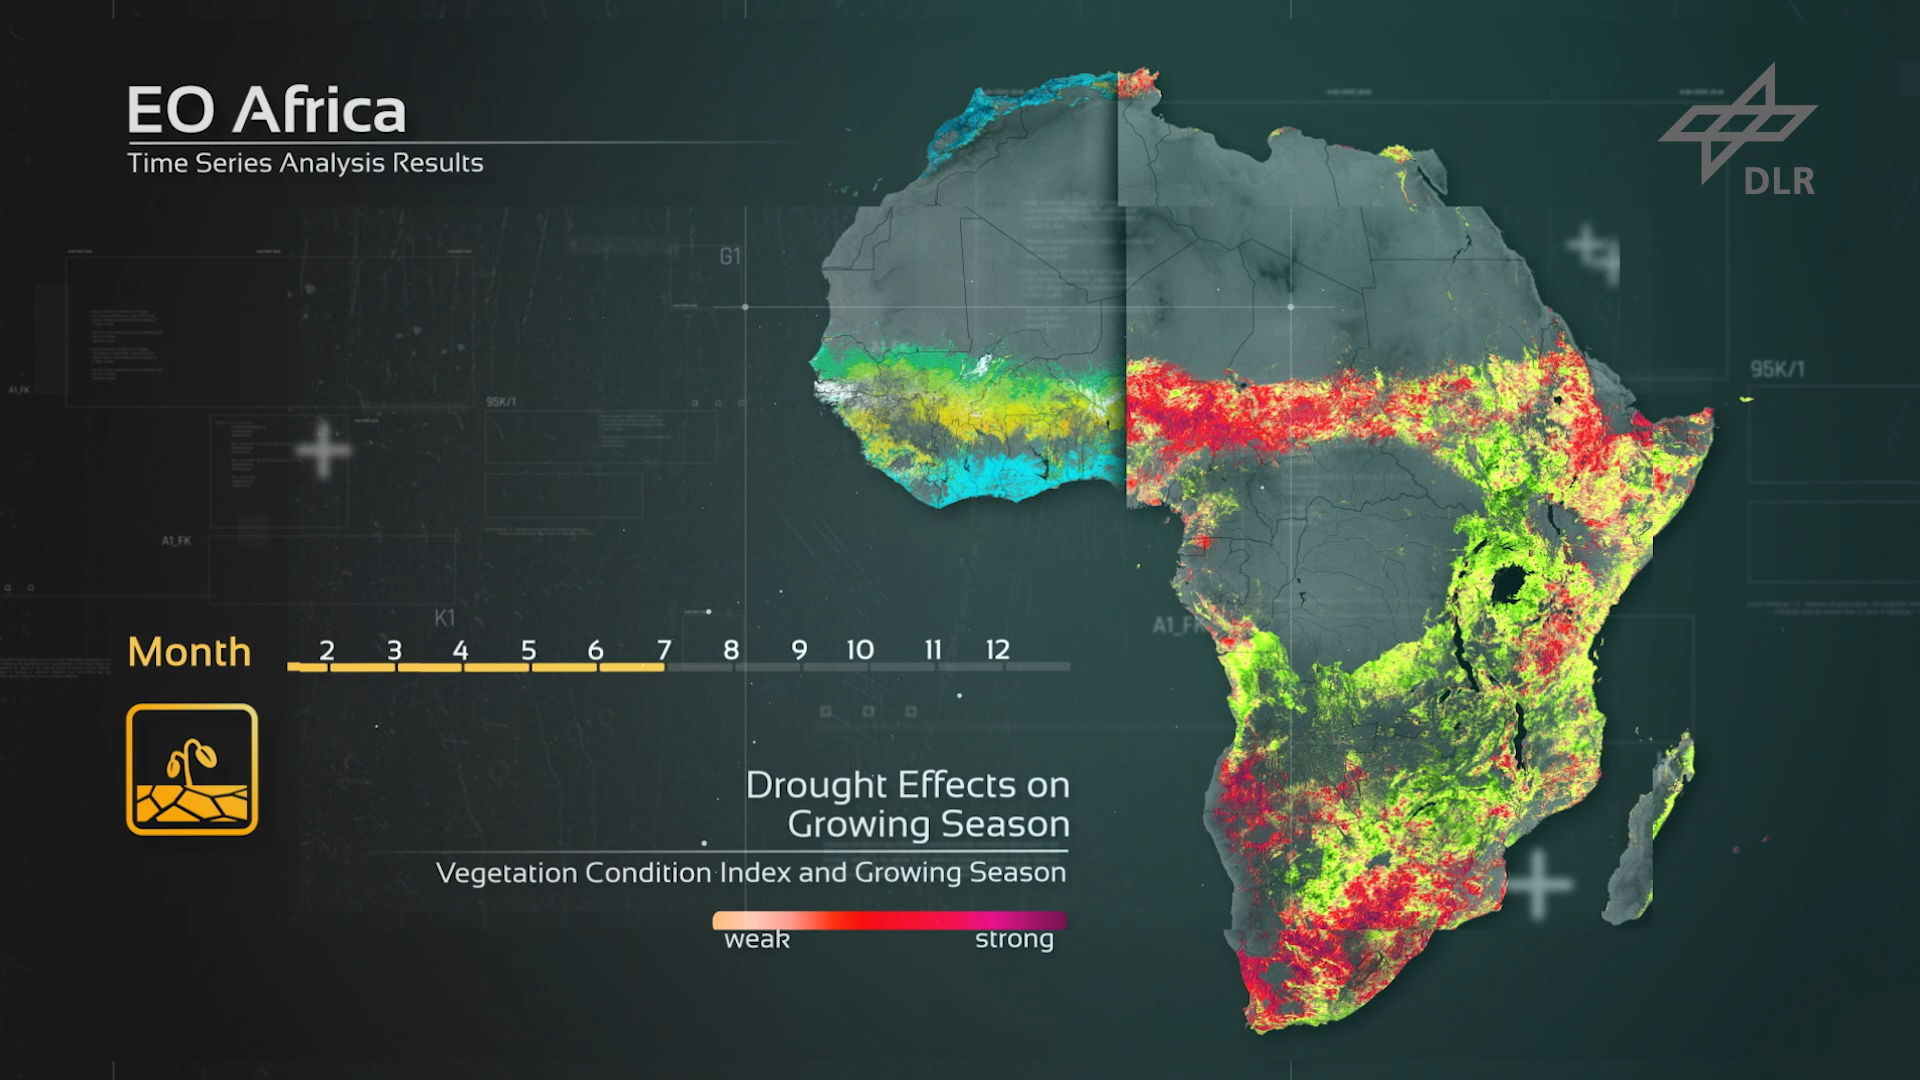 EO Africa
Time Series Analysis Results
DLR
G1
95K/1
A1_FK
95K/1
A1_FK
K1
A1_FK
Month
2 3 4 5 6 7 8 9 10 11 12
Drought Effects on
Growing Season
Vegetation Condition Index and Growing Season
weak strong